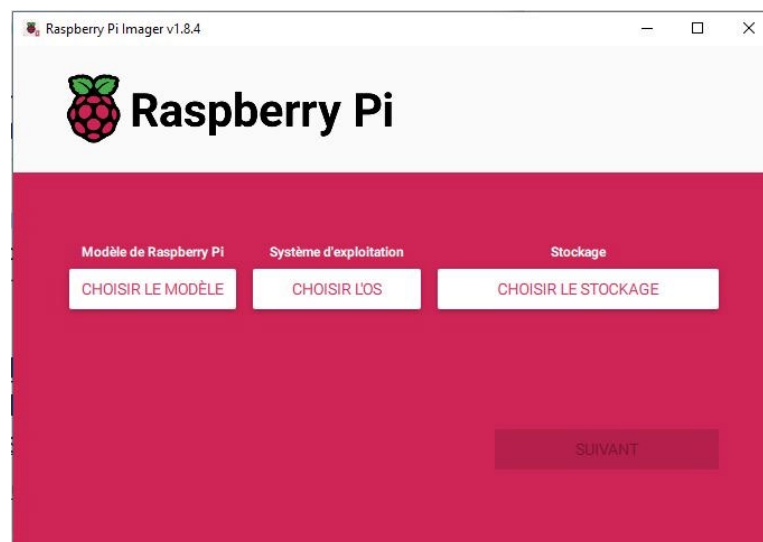 Raspberry Pi Imager v1.8.4
Raspberry Pi
Modèle de Raspberry Pi
Système d'exploitation
Stockage
CHOISIR LE MODÈLE
CHOISIR L'OS
CHOISIR LE STOCKAGE
SUIVANT